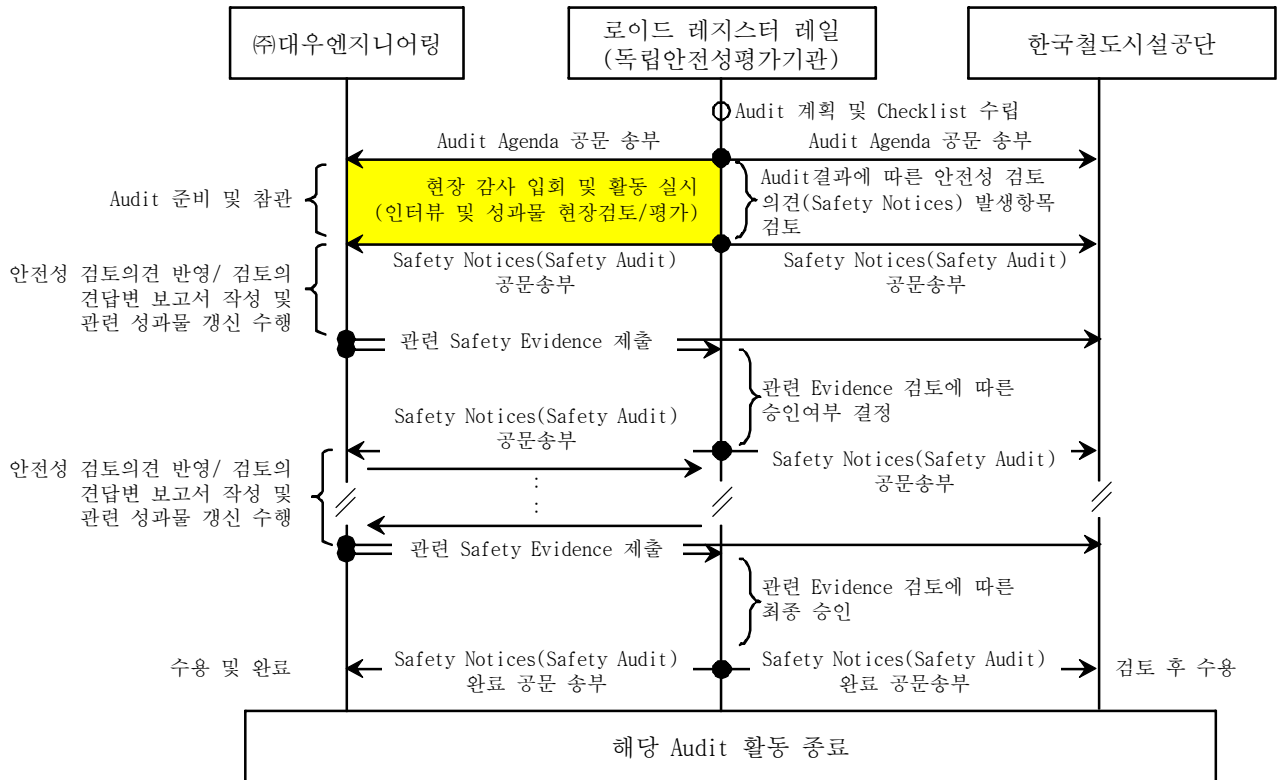 ㈜대우엔지니어링
로이드 레지스터 레일
(독립안전성평가기관)
한국철도시설공단
Audit 계획 및 Checklist 수립
Audit Agenda 공문 송부
Audit Agenda 공문 송부
Audit 준비 및 참관
현장 감사 입회 및 활동 실시
(인터뷰 및 성과물 현장검토/평가)
Audit결과에 따른 안전성 검토
의견(Safety Notices) 발생항목
검토
Safety Notices(Safety Audit)
공문송부
Safety Notices(Safety Audit)
공문송부
안전성 검토의견 반영/ 검토의
견답변 보고서 작성 및
관련 성과물 갱신 수행
관련 Safety Evidence 제출
관련 Evidence 검토에 따른
승인여부 결정
Safety Notices(Safety Audit)
공문송부
Safety Notices(Safety Audit)
공문송부
안전성 검토의견 반영/ 검토의
견답변 보고서 작성 및
관련 성과물 갱신 수행
관련 Safety Evidence 제출
관련 Evidence 검토에 따른
최종 승인
수용 및 완료
Safety Notices(Safety Audit)
완료 공문 송부
Safety Notices(Safety Audit)
완료 공문송부
검토 후 수용
해당 Audit 활동 종료